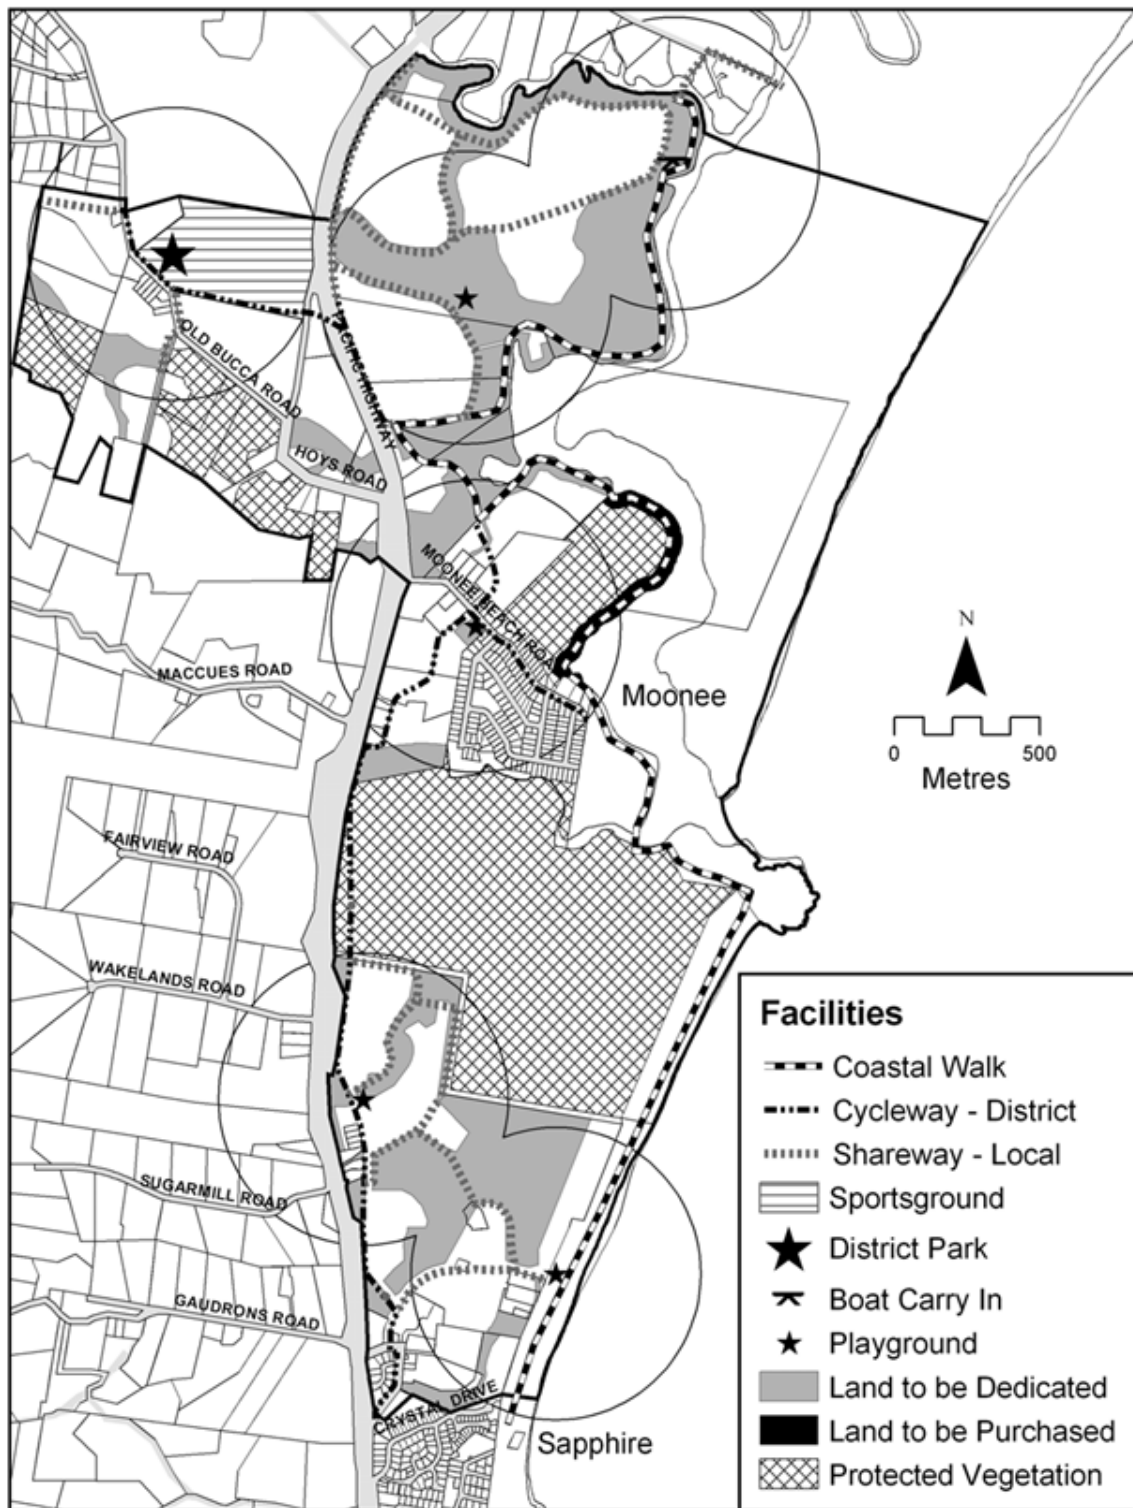 OLD BUCCA ROAD
PACIFIC HIGHWAY
HOYS ROAD
MOONEE BEACH ROAD
MACCUES ROAD
Moonee
N
0 500
Metres
FAIRVIEW ROAD
WAKELANDS ROAD
SUGARMILL ROAD
GAUDRONS ROAD
CRYSTAL DRIVE
Sapphire
Facilities
Coastal Walk
Cycleway - District
Shareway - Local
Sportsground
District Park
Boat Carry In
Playground
Land to be Dedicated
Land to be Purchased
Protected Vegetation